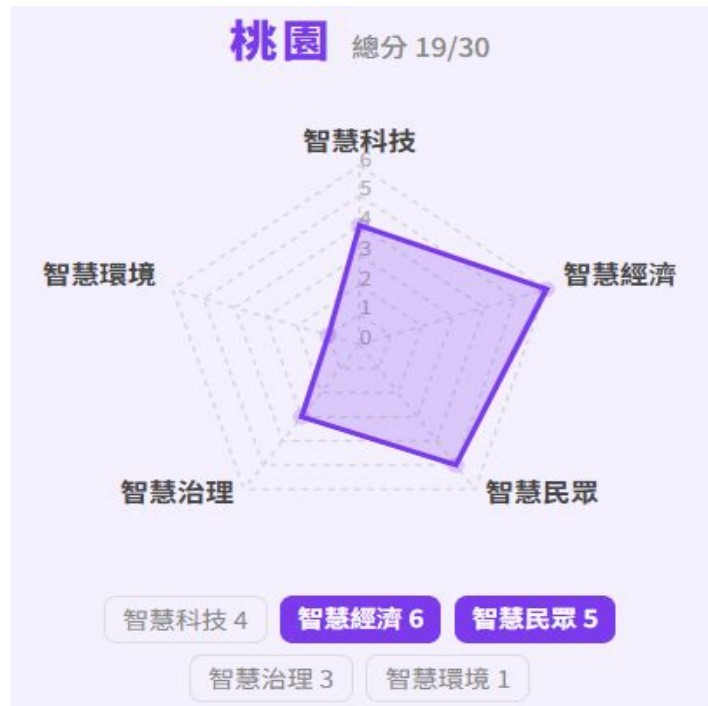 桃園 總分 19/30
智慧科技
6
5
4
3
2
1
0
智慧環境
智慧經濟
智慧治理
智慧民眾
智慧科技 4 智慧經濟 6 智慧民眾 5
智慧治理 3 智慧環境 1